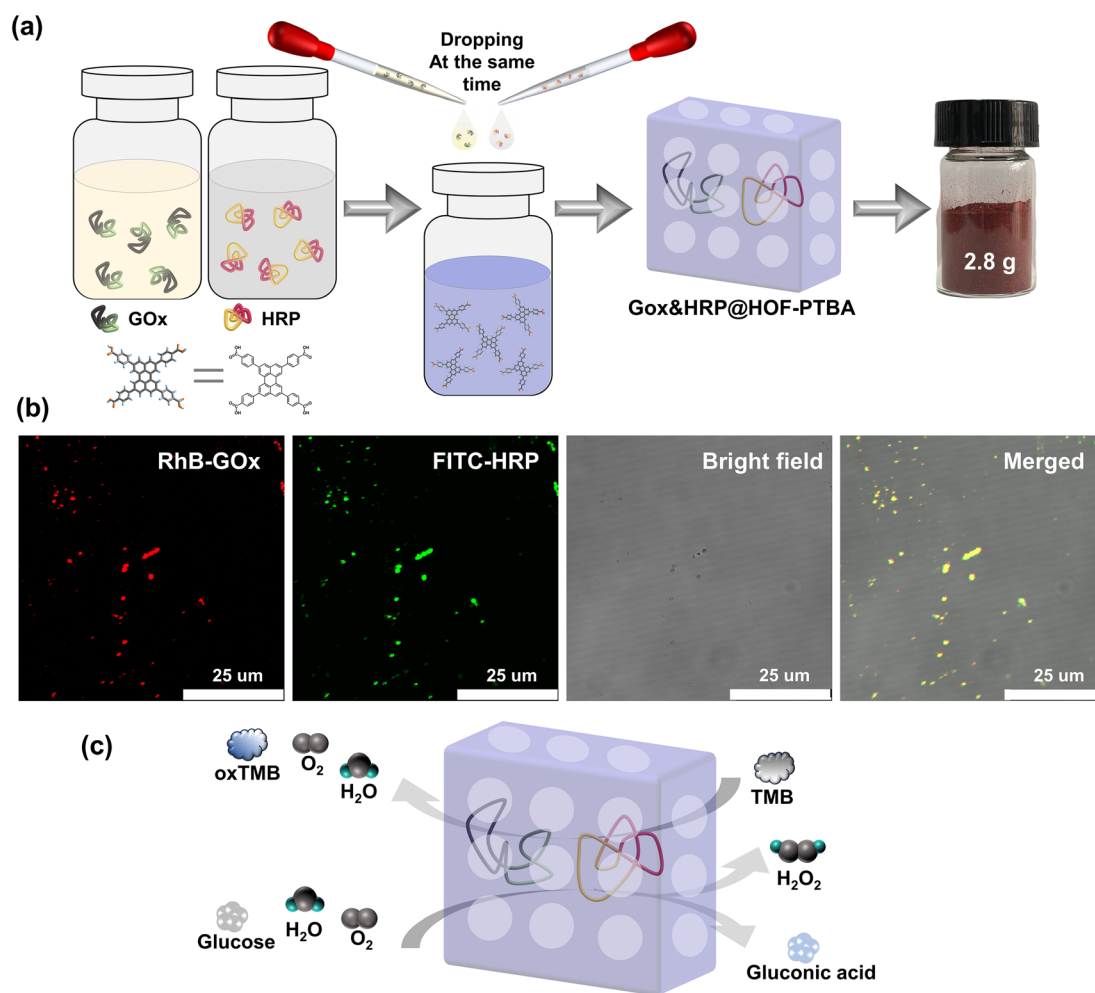 (a)
Dropping
At the same
time
2.8 g
GOx
HRP
Gox&HRP@HOF-PTBA
(b)
RhB-GOx
FITC-HRP
Bright field
Merged
25 um
25 um
25 um
25 um
(c)
oxTMB
O2
H2O
TMB
H2O2
Glucose
H2O
O2
Gluconic acid